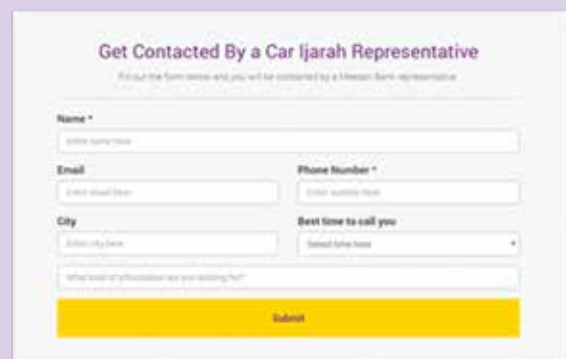 Get Contacted By a Car Ijarah Representative
Fill out the form below and you will be contacted by a Meezan Bank representative
Name *
Enter name here
Email
Phone Number *
Enter email here
Enter number here
City
Best time to call you
Enter city here
Select time here
What kind of information are you looking for?
Submit